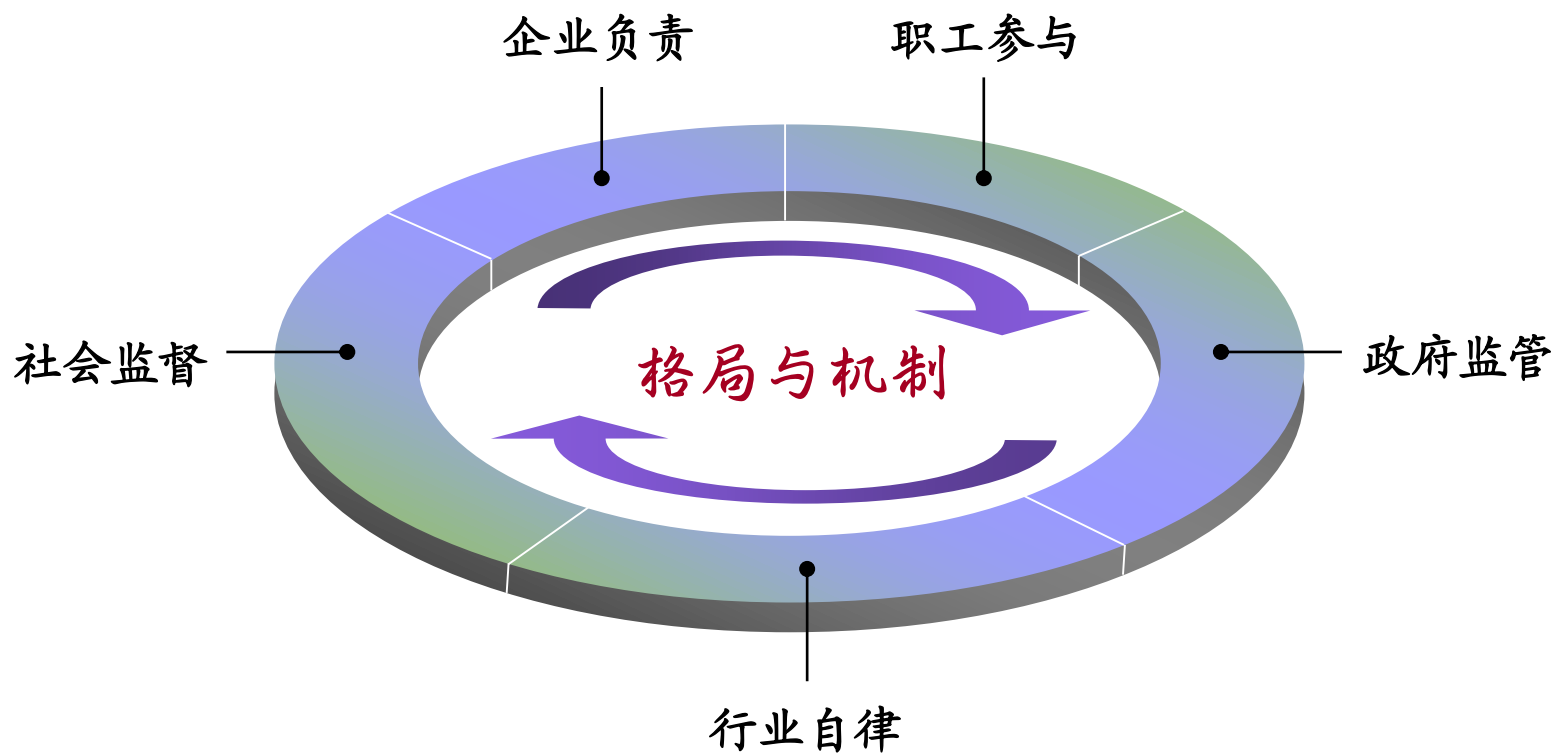 企业负责
职工参与
社会监督
格局与机制
政府监管
行业自律